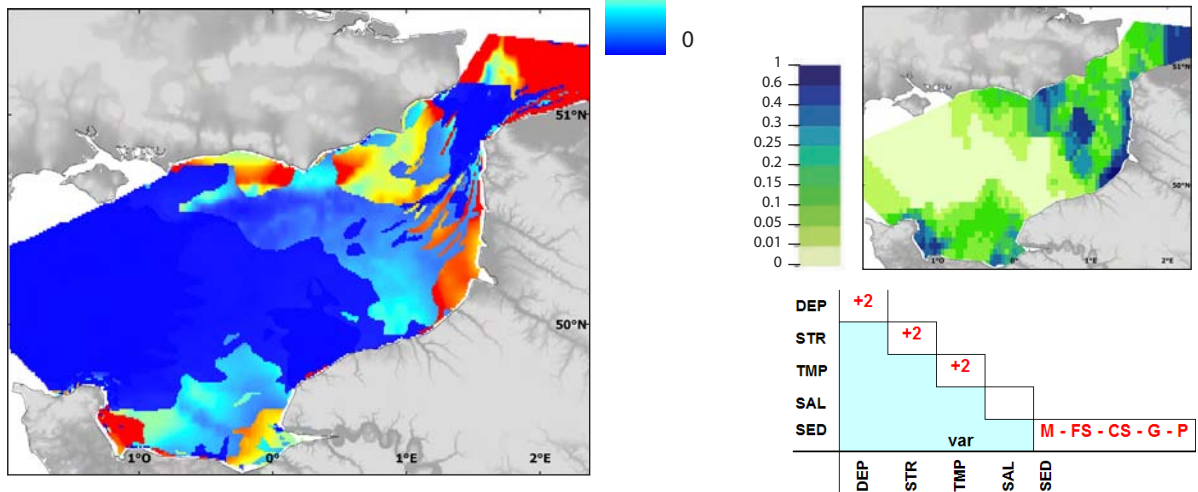 0
51°N
50°N
1°O
0°
1°E
2°E
1
0.6
0.4
0.3
0.25
0.2
0.15
0.1
0.05
0.01
0
51°N
50°N
1°O
0°
1°E
2°E
DEP +2
STR +2
TMP +2
SAL
SED var M - FS - CS - G - P
DEP STR TMP SAL SED